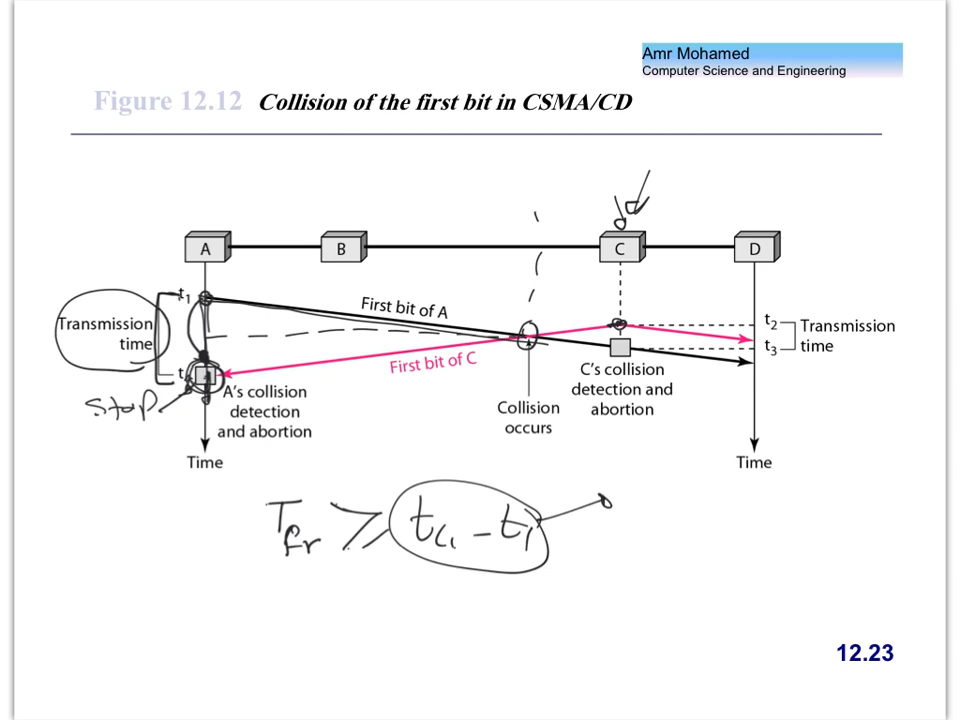 Amr Mohamed
Computer Science and Engineering
Figure 12.12 Collision of the first bit in CSMA/CD
A
B
C
D
t1
First bit of A
Transmission
time
t2
t3
Transmission
time
First bit of C
Stop
A's collision
detection
and abortion
Collision
occurs
C's collision
detection and
abortion
Time
Time
Tfr ≥ t4 - t1
12.23